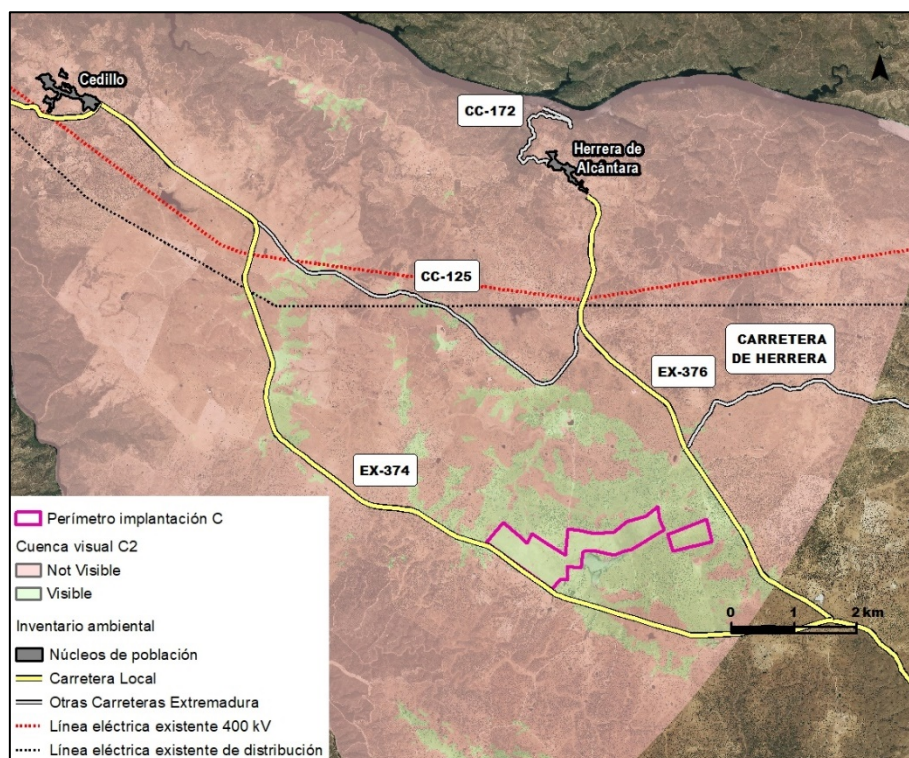 Cedillo
CC-172
Herrera de
Alcántara
CC-125
CARRETERA
DE HERRERA
EX-376
EX-374
Perímetro implantación C
Cuenca visual C2
Not Visible
Visible
Inventario ambiental
Núcleos de población
Carretera Local
Otras Carreteras Extremadura
Línea eléctrica existente 400 kV
Línea eléctrica existente de distribución
0 1 2 km